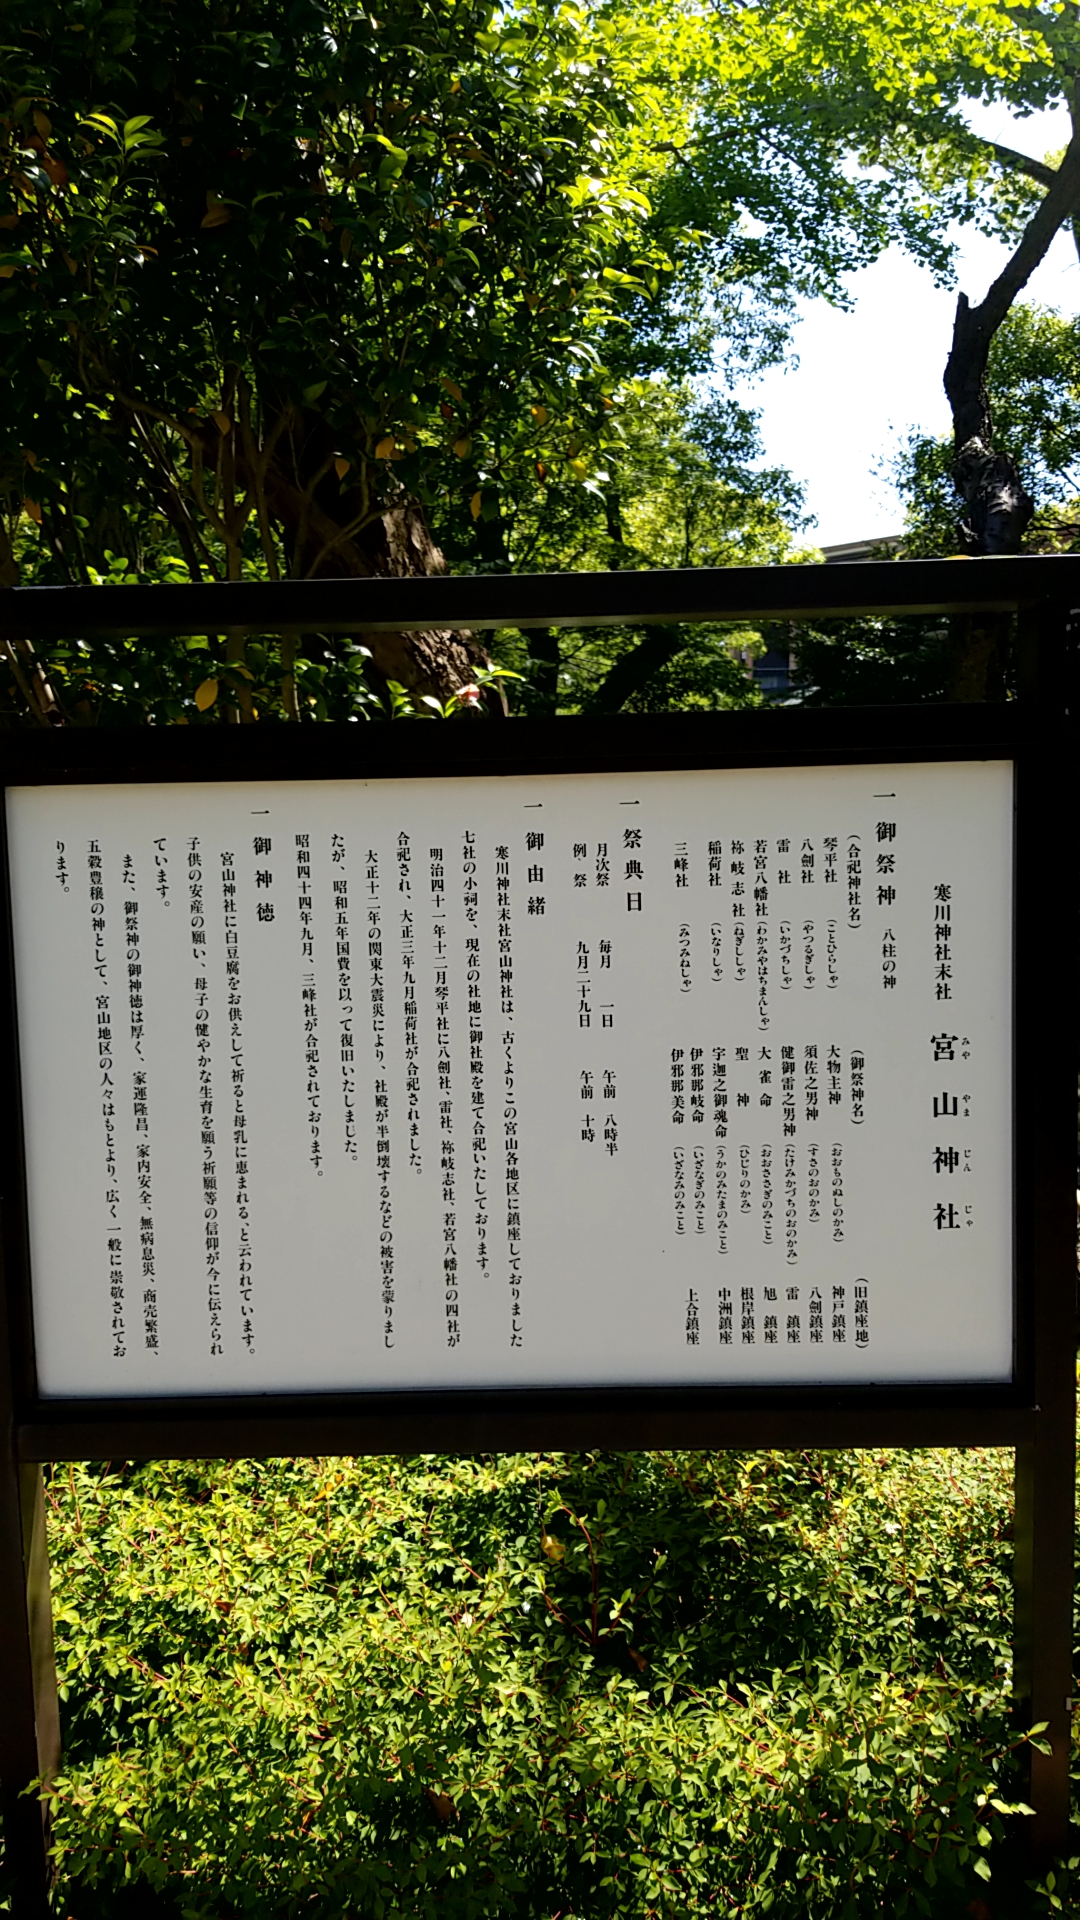 寒川神社末社 宮山神社
みや やま じん じゃ
一 御祭神 八柱の神
(合祀神社名) (御祭神名) (旧鎮座地)
琴平社 (ことひらしゃ) 大物主神 (おおものぬしのかみ) 神戸鎮座
八劍社 (やつるぎしゃ) 須佐之男神 (すさのおのかみ) 八劍鎮座
雷社 (いかづちしゃ) 健御雷之男神 (たけみかづちのおのかみ) 雷鎮座
若宮八幡社 (わかみやはちまんしゃ) 大雀命 (おおささぎのみこと) 旭鎮座
祢岐志社 (ねぎししゃ) 聖神 (ひじりのかみ) 根岸鎮座
稲荷社 (いなりしゃ) 宇迦之御魂命 (うかのみたまのみこと) 中洲鎮座
三峰社 (みつみねしゃ) 伊邪那岐命 (いざなぎのみこと) 上合鎮座
伊邪那美命 (いざなみのみこと)
一 祭典日
月次祭 毎月 一日 午前 八時半
例祭 九月二十九日 午前 十時
一 御由緒
寒川神社末社宮山神社は、古くよりこの宮山各地区に鎮座しておりました
七社の小祠を、現在の社地に御社殿を建て合祀いたしております。
明治四十一年十二月琴平社に八劍社、雷社、祢岐志社、若宮八幡社の四社が
合祀され、大正三年九月稲荷社が合祀されました。
大正十二年の関東大震災により、社殿が半倒壊するなどの被害を蒙りまし
たが、昭和五年国費を以って復旧いたしました。
昭和四十四年九月、三峰社が合祀されております。
一 御神徳
宮山神社に白豆腐をお供えして祈ると母乳に恵まれる、と云われています。
子供の安産の願い、母子の健やかな生育を願う祈願等の信仰が今に伝えられ
ています。
また、御祭神の御神徳は厚く、家運隆昌、家内安全、無病息災、商売繁盛、
五穀豊穣の神として、宮山地区の人々はもとより、広く一般に崇敬されてお
ります。